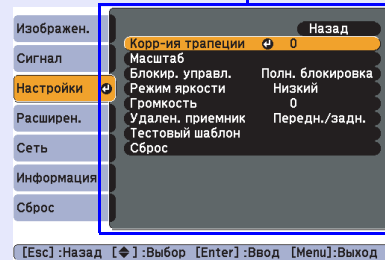 Изображен.
Сигнал
Настройки
Расширен.
Сеть
Информация
Сброс
Назад
Корр-ия трапеции 0
Масштаб
Блокир. управл. Полн. блокировка
Режим яркости Низкий
Громкость 0
Удален. приемник Передн./задн.
Тестовый шаблон
Сброс
[Esc] :Назад [◆] :Выбор [Enter] :Ввод [Menu] :Выход